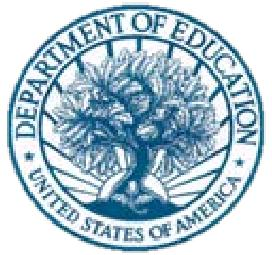 DEPARTMENT OF EDUCATION
UNITED STATES OF AMERICA